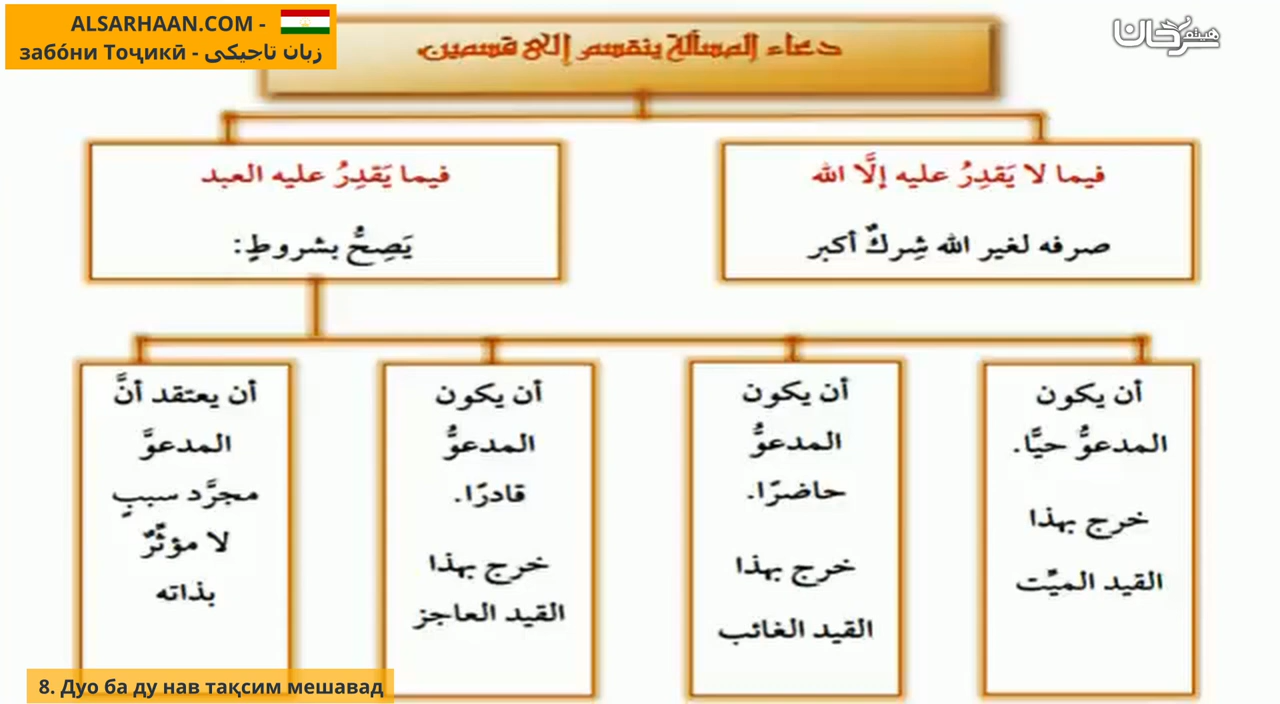 ALSARHAAN.COM -
забóни Тоҷикӣ - زبان تاجیکی
هيثم سرحان
دعاء المسألة ينقسم إلى قسمين
فيما لا يَقدِرُ عليه إلَّا الله
صرفه لغير الله شِركٌ أكبر
فيما يَقدِرُ عليه العبد
يَصِحُّ بشروطٍ:
أن يكون
المدعوُّ حيًّا.
خرج بهذا
القيد الميِّت
أن يكون
المدعوُّ
حاضرًا.
خرج بهذا
القيد الغائب
أن يكون
المدعوُّ
قادرًا.
خرج بهذا
القيد العاجز
أن يعتقد أنَّ
المدعوَّ
مجرَّد سببٍ
لا مؤثِّرٌ
بذاته
8. Дуо ба ду нав тақсим мешавад